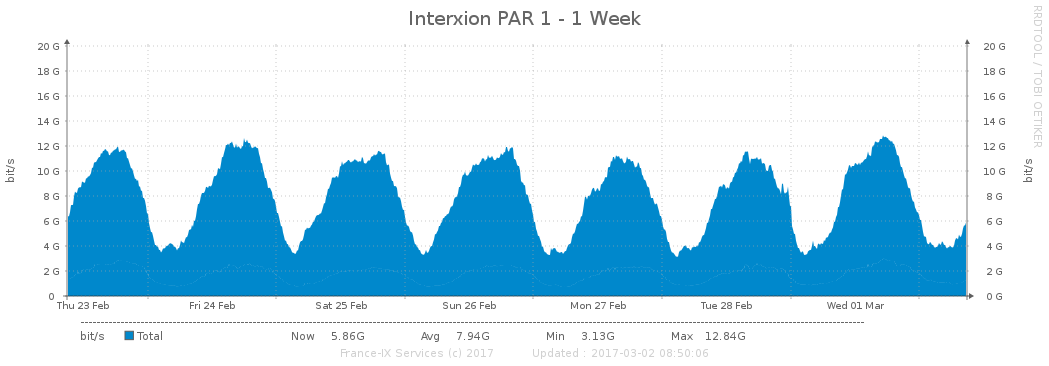 Interxion PAR 1 - 1 Week
RRDTOOL / TOBI OETIKER
bit/s
20 G
18 G
16 G
14 G
12 G
10 G
8 G
6 G
4 G
2 G
0
20 G
18 G
16 G
14 G
12 G
10 G
8 G
6 G
4 G
2 G
0 G
bit/s
Thu 23 Feb Fri 24 Feb Sat 25 Feb Sun 26 Feb Mon 27 Feb Tue 28 Feb Wed 01 Mar
bit/s Total Now 5.86G Avg 7.94G Min 3.13G Max 12.84G
France-IX Services (c) 2017 Updated : 2017-03-02 08:50:06